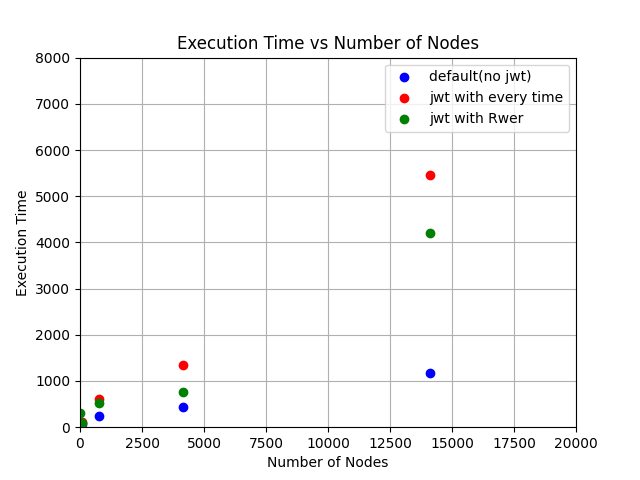 Execution Time vs Number of Nodes
default(no jwt)
jwt with every time
jwt with Rwer
8000
7000
6000
5000
4000
3000
2000
1000
0
Execution Time
0 2500 5000 7500 10000 12500 15000 17500 20000
Number of Nodes